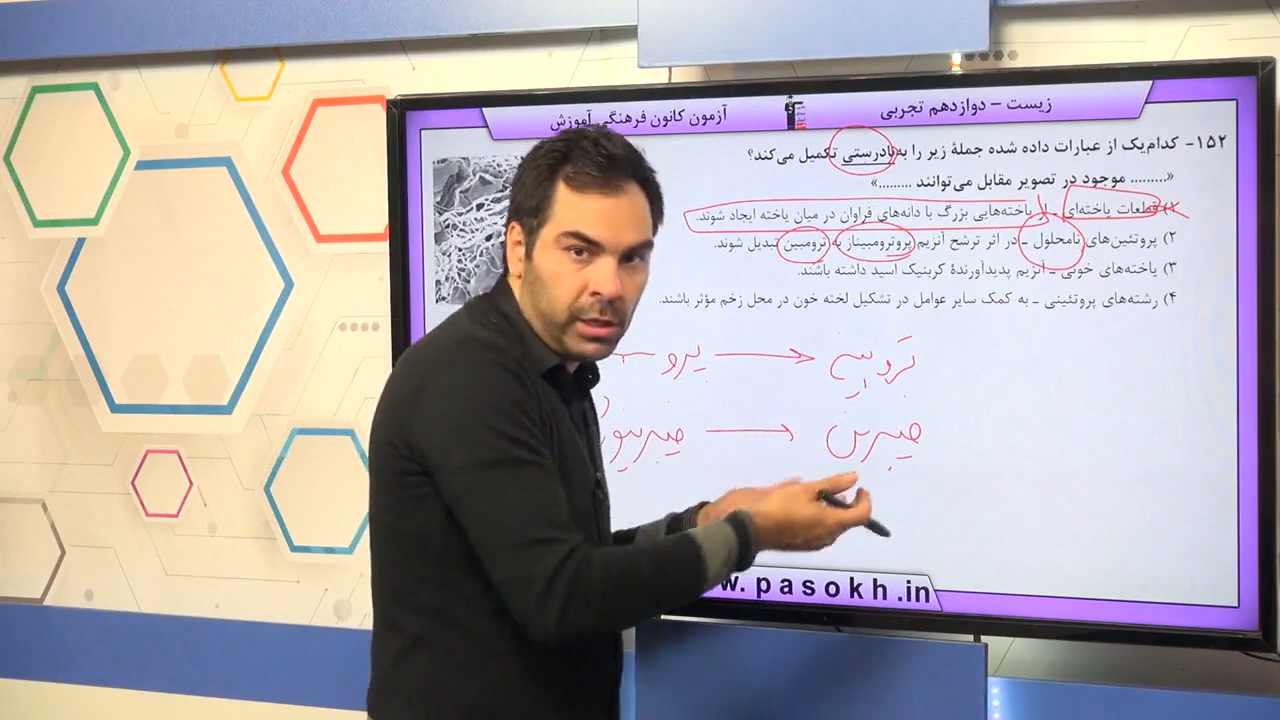 زیست - دوازدهم تجربی
آزمون کانون فرهنگی آموزش
۱۵۲- کدام‌یک از عبارات داده شده جملهٔ زیر را به نادرستی تکمیل می‌کند؟
«......... موجود در تصویر مقابل می‌توانند .........»
۱) قطعات یاخته‌ای ـ از یاخته‌هایی بزرگ با دانه‌های فراوان در میان یاخته ایجاد شوند.
۲) پروتئین‌های نامحلول ـ در اثر ترشح آنزیم پروترومبیناز به ترومبین تبدیل شوند.
۳) یاخته‌های خونی ـ آنزیم پدیدآورندهٔ کربنیک اسید داشته باشند.
۴) رشته‌های پروتئینی ـ به کمک سایر عوامل در تشکیل لخته خون در محل زخم مؤثر باشند.
پرو
ترومبین
فیبرینوژ
فیبرین
w.pasokh.in